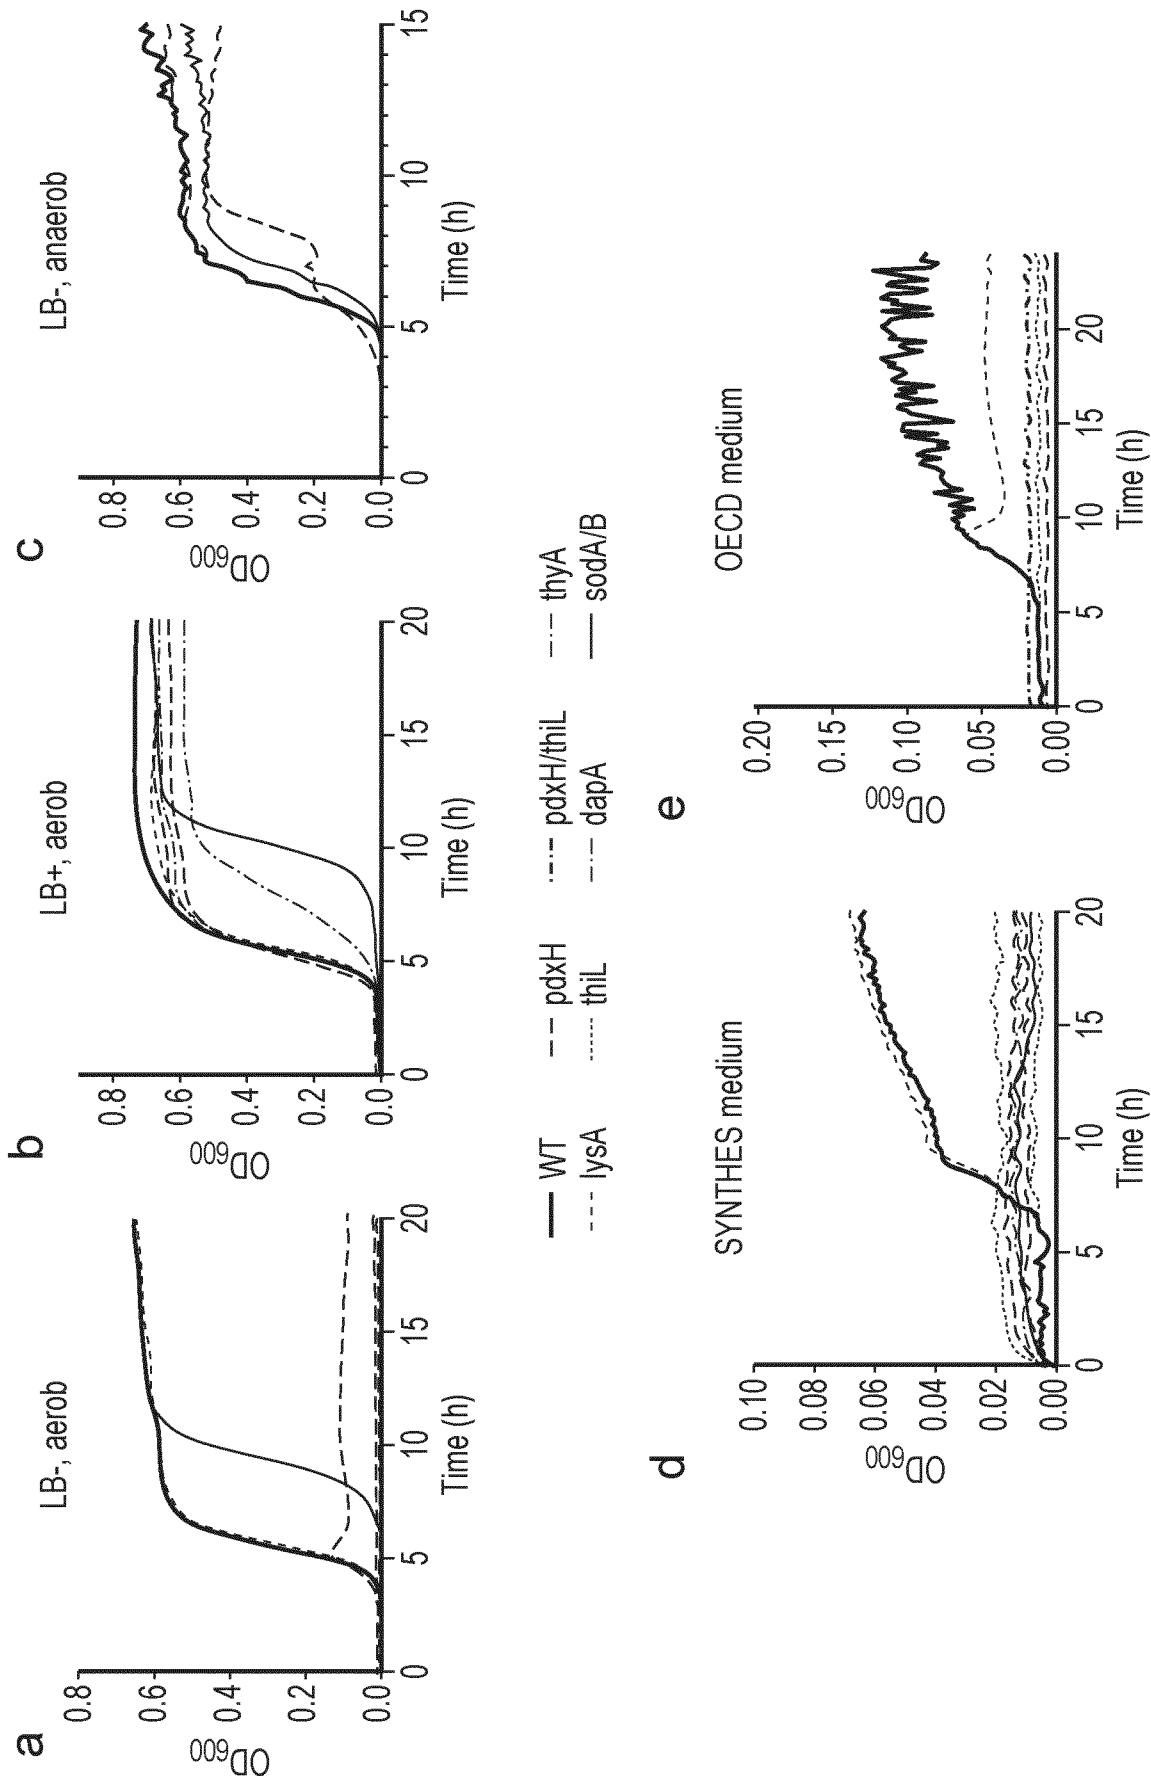 a
LB-, aerob
OD600
0.8
0.6
0.4
0.2
0.0
0 5 10 15 20
Time (h)
b
LB+, aerob
OD600
0.8
0.6
0.4
0.2
0.0
0 5 10 15 20
Time (h)
c
LB-, anaerob
OD600
0.8
0.6
0.4
0.2
0.0
0 5 10 15
Time (h)
WT pdxH pdxH/thiL thyA
lysA thiL dapA sodA/B
d
SYNTHES medium
OD600
0.10
0.08
0.06
0.04
0.02
0.00
0 5 10 15 20
Time (h)
e
OECD medium
OD600
0.20
0.15
0.10
0.05
0.00
0 5 10 15 20
Time (h)